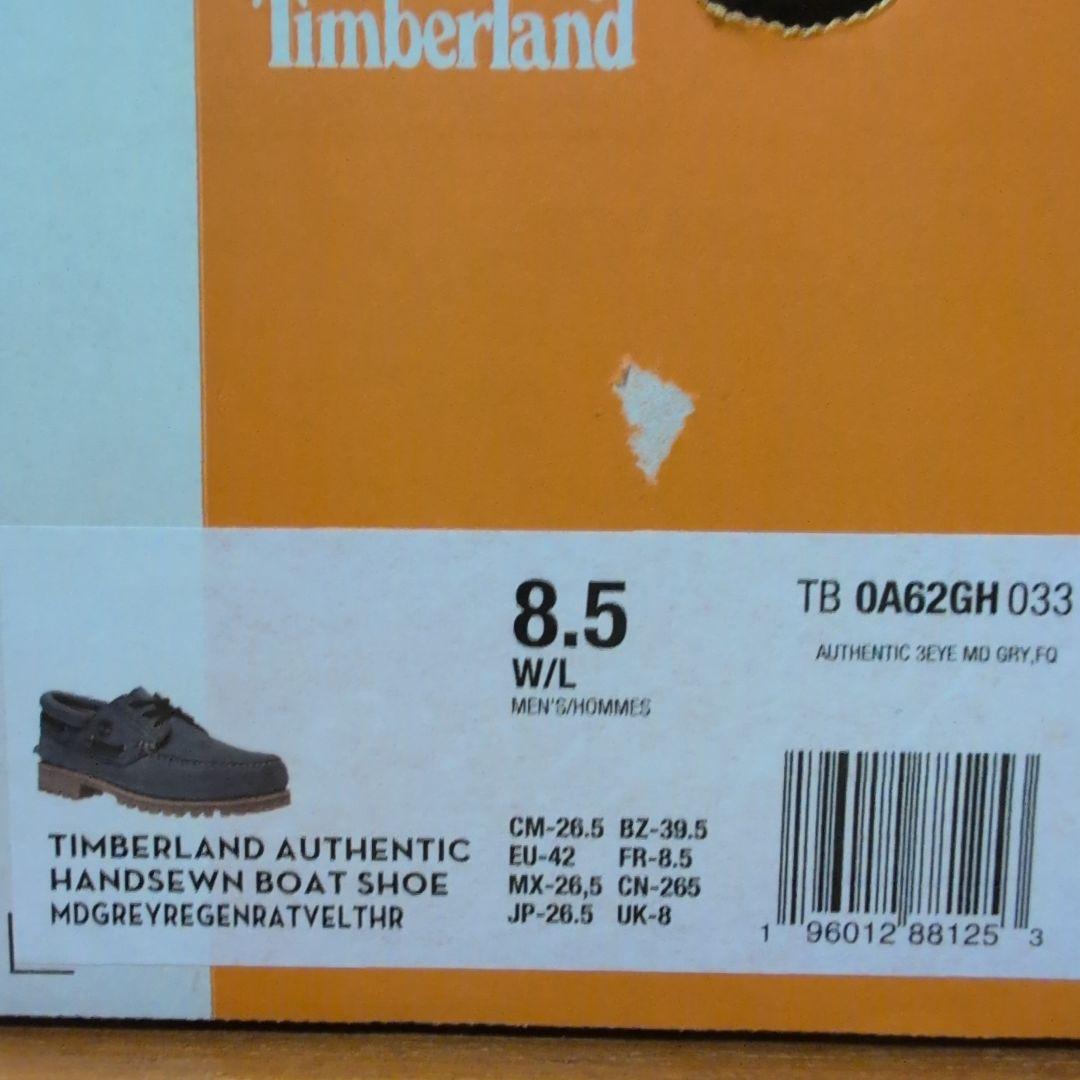 Timberland
8.5
W/L
MEN'S/HOMMES
TB 0A62GH 033
AUTHENTIC 3EYE MD GRY,FQ
TIMBERLAND AUTHENTIC
HANDSEWN BOAT SHOE
MDGREYREGENRATVELTHR
CM-26.5 BZ-39.5
EU-42 FR-8.5
MX-26,5 CN-265
JP-26.5 UK-8
1 96012 88125 3